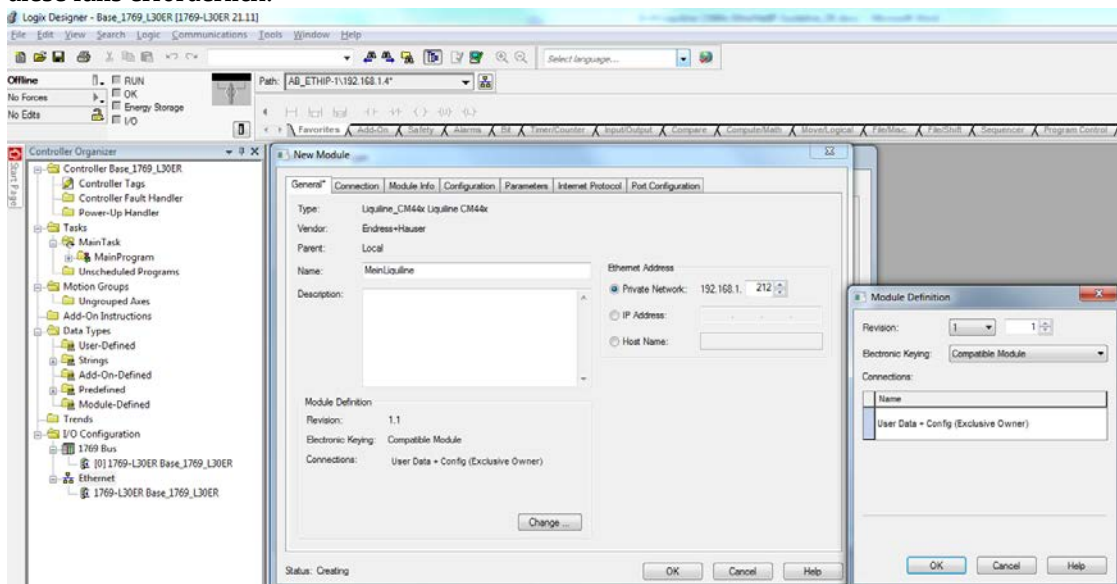 diese falls erforderlich.
Logix Designer - Base_1769_L30ER [1769-L30ER 21.11]
File Edit View Search Logic Communications Tools Window Help
Select language...
Offline
RUN
Path: AB_ETHIP-1\192.168.1.4*
No Forces
OK
Energy Storage
No Edits
I/O
Favorites Add-On Safety Alarms Bit Timer/Counter Input/Output Compare Compute/Math Move/Logical File/Misc. File/Shift Sequencer Program Control
Start Page
Controller Organizer
Controller Base_1769_L30ER
Controller Tags
Controller Fault Handler
Power-Up Handler
Tasks
MainTask
MainProgram
Unscheduled Programs
Motion Groups
Ungrouped Axes
Add-On Instructions
Data Types
User-Defined
Strings
Add-On-Defined
Predefined
Module-Defined
Trends
I/O Configuration
1769 Bus
[0] 1769-L30ER Base_1769_L30ER
Ethernet
1769-L30ER Base_1769_L30ER
New Module
General* Connection Module Info Configuration Parameters Internet Protocol Port Configuration
Type: Liquiline_CM44x Liquiline CM44x
Vendor: Endress+Hauser
Parent: Local
Name: MeinLiquiline
Description:
Ethernet Address
Private Network: 192.168.1. 212
IP Address:
Host Name:
Module Definition
Revision: 1.1
Electronic Keying: Compatible Module
Connections: User Data + Config (Exclusive Owner)
Change ...
Status: Creating
OK Cancel Help
Module Definition
Revision: 1 1
Electronic Keying: Compatible Module
Connections:
Name
User Data + Config (Exclusive Owner)
OK Cancel Help